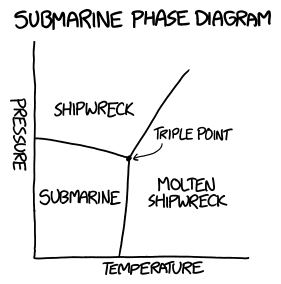 SUBMARINE PHASE DIAGRAM
PRESSURE
SHIPWRECK
TRIPLE POINT
SUBMARINE
MOLTEN
SHIPWRECK
TEMPERATURE